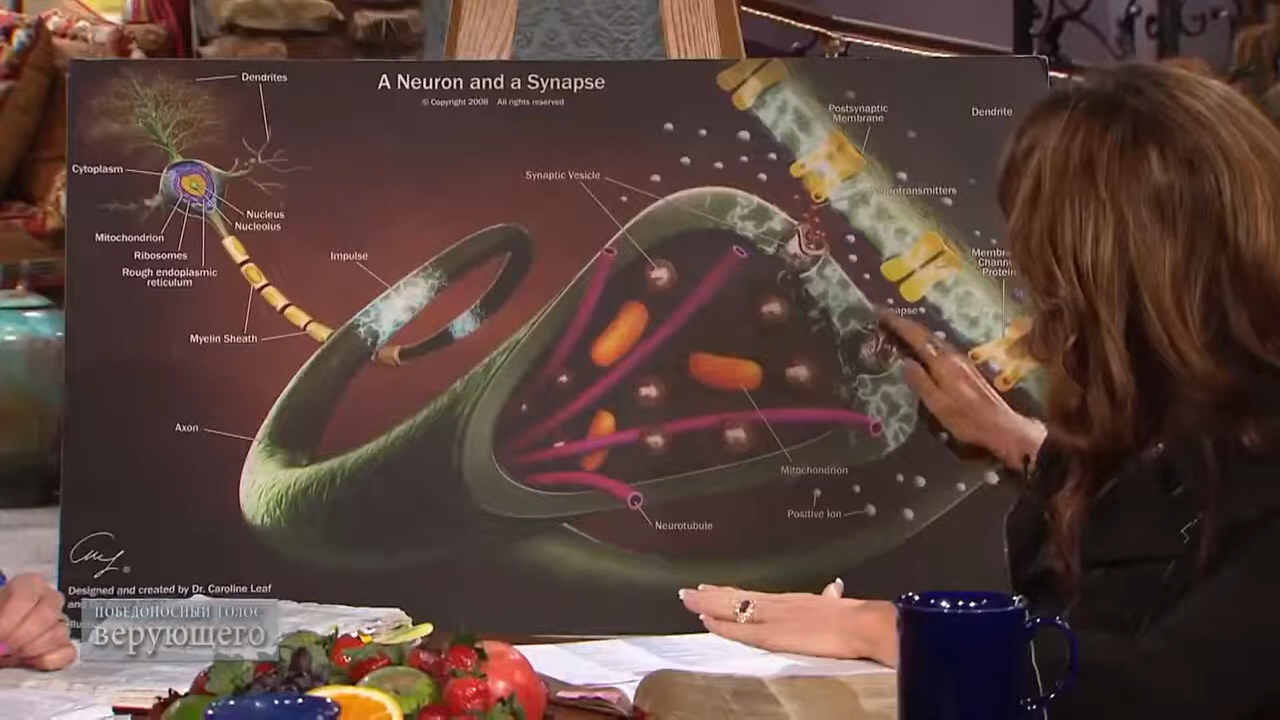 A Neuron and a Synapse
© Copyright 2008 All rights reserved
Dendrites
Cytoplasm
Nucleus
Nucleolus
Mitochondrion
Ribosomes
Rough endoplasmic
reticulum
Myelin Sheath
Impulse
Axon
Synaptic Vesicle
Postsynaptic
Membrane
Dendrite
Mitochondrion
Positive Ion
Neurotubule
Designed and created by Dr. Caroline Leaf
ПОБЕДОНОСНЫЙ ГОЛОС
верующего